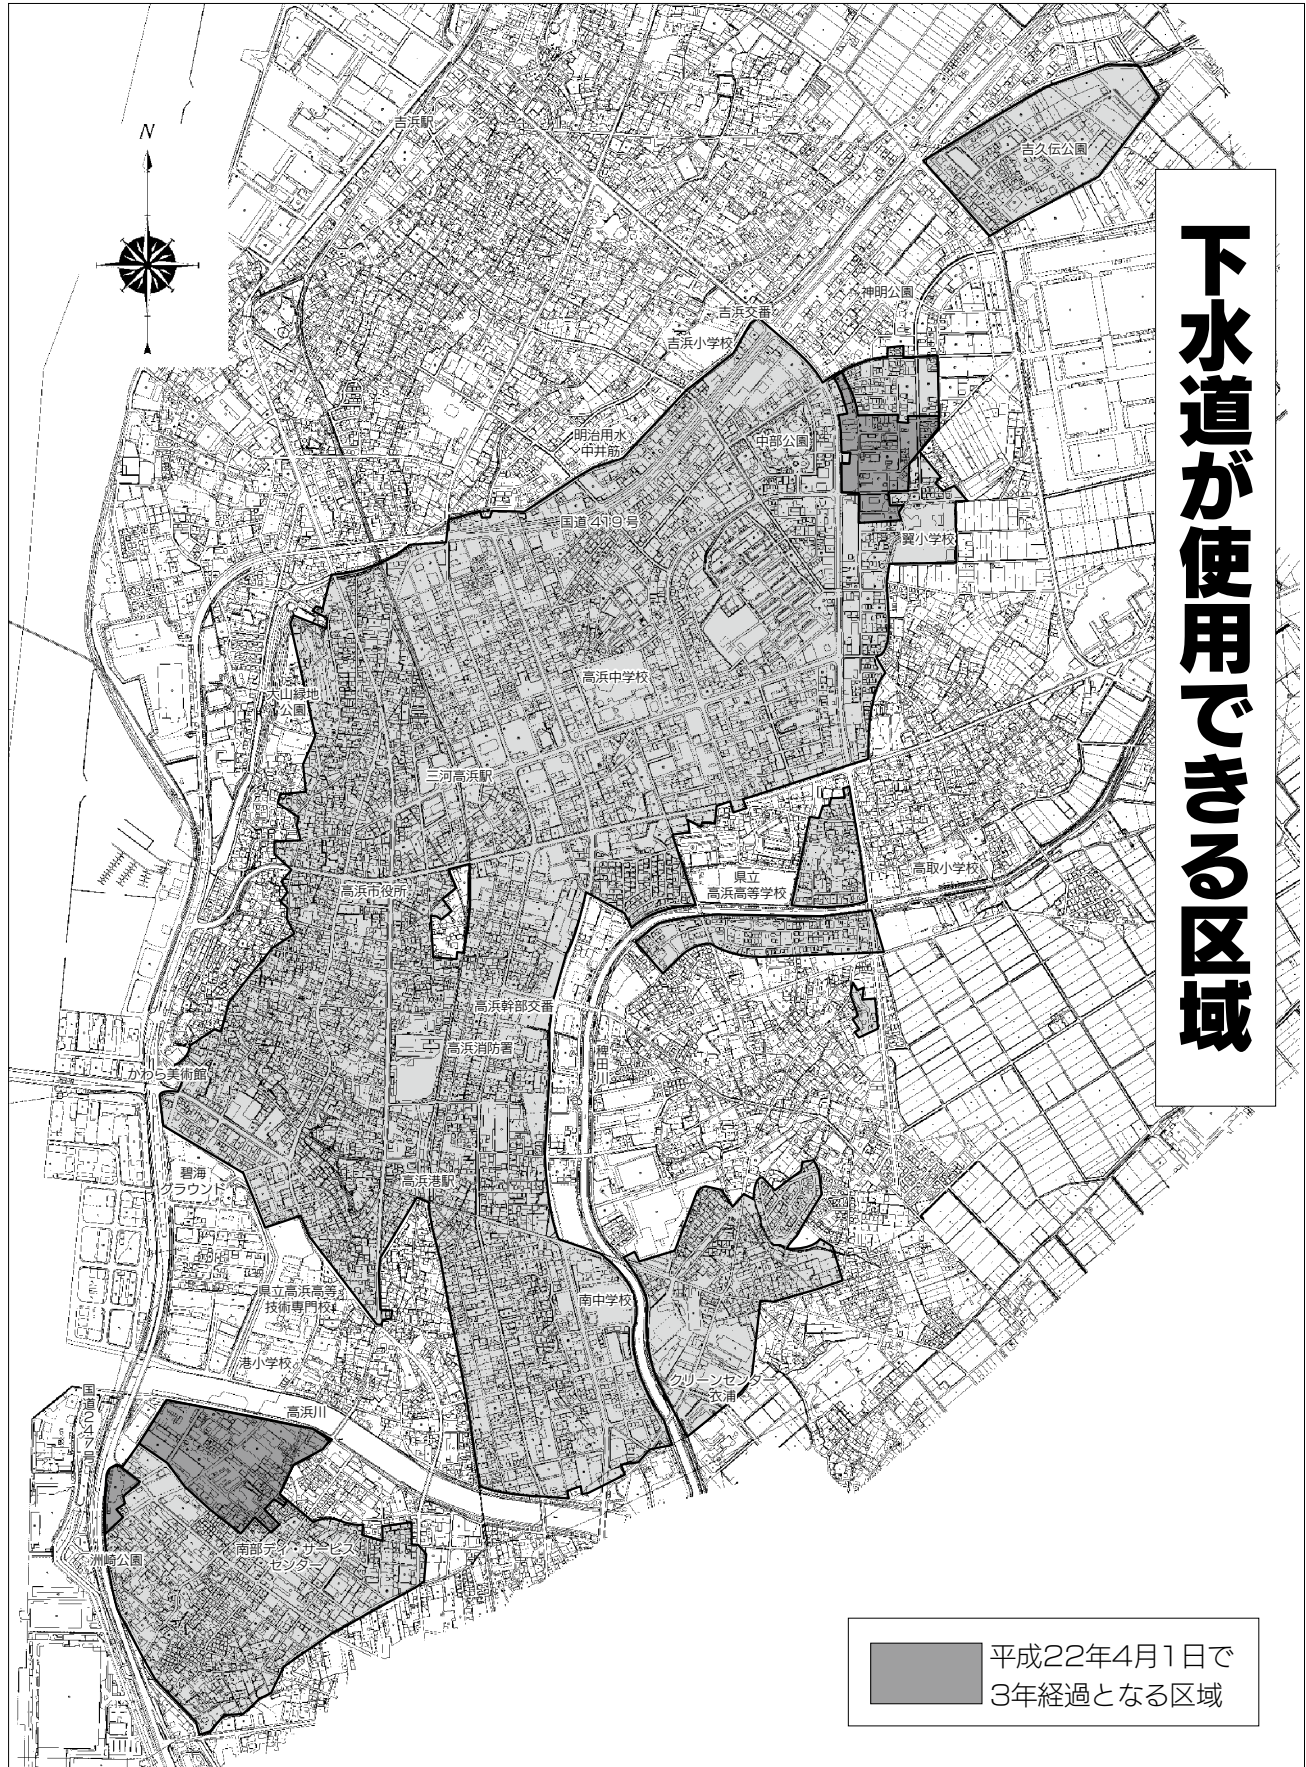 下水道が使用できる区域
N
吉浜駅
吉久伝公園
神明公園
吉浜交番
吉浜小学校
明治用水
中井筋
中部公園
国道419号
翼小学校
高浜中学校
大山緑地
公園
三河高浜駅
県立
高浜高等学校
高取小学校
高浜市役所
高浜幹部交番
高浜消防署
稗田川
かわら美術館
碧海
グラウンド
高浜港駅
県立高浜高等
技術専門校
南中学校
港小学校
クリーンセンター
衣浦
国道247号
高浜川
洲崎公園
南部デイ・サービス
センター
平成22年4月1日で
3年経過となる区域